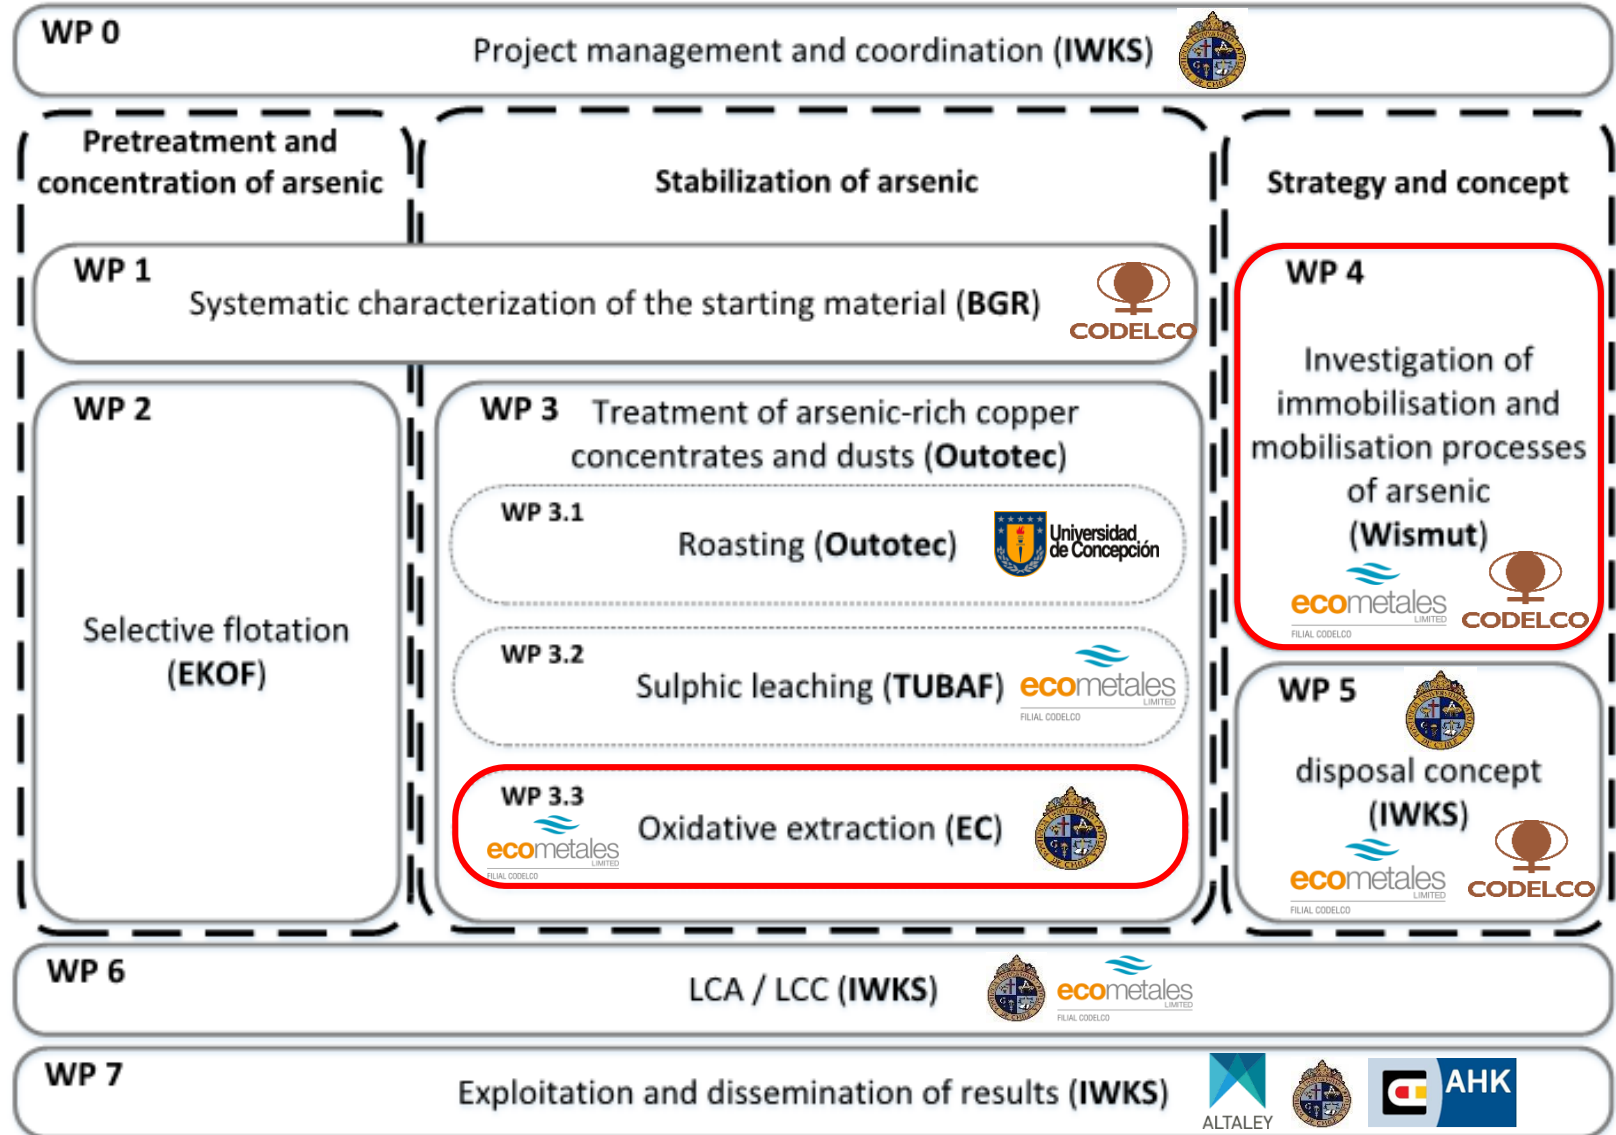 WP 0
Project management and coordination (IWKS)
Pretreatment and
concentration of arsenic
Stabilization of arsenic
Strategy and concept
WP 1
Systematic characterization of the starting material (BGR)
CODELCO
WP 2
Selective flotation
(EKOF)
WP 3
Treatment of arsenic-rich copper
concentrates and dusts (Outotec)
WP 3.1
Roasting (Outotec)
Universidad
de Concepción
WP 3.2
Sulphic leaching (TUBAF)
ecometales
LIMITED
FILIAL CODELCO
WP 3.3
Oxidative extraction (EC)
ecometales
LIMITED
FILIAL CODELCO
WP 4
Investigation of
immobilisation and
mobilisation processes
of arsenic
(Wismut)
ecometales
LIMITED
FILIAL CODELCO
CODELCO
WP 5
disposal concept
(IWKS)
ecometales
LIMITED
FILIAL CODELCO
CODELCO
WP 6
LCA / LCC (IWKS)
ecometales
LIMITED
FILIAL CODELCO
WP 7
Exploitation and dissemination of results (IWKS)
ALTALEY
AHK